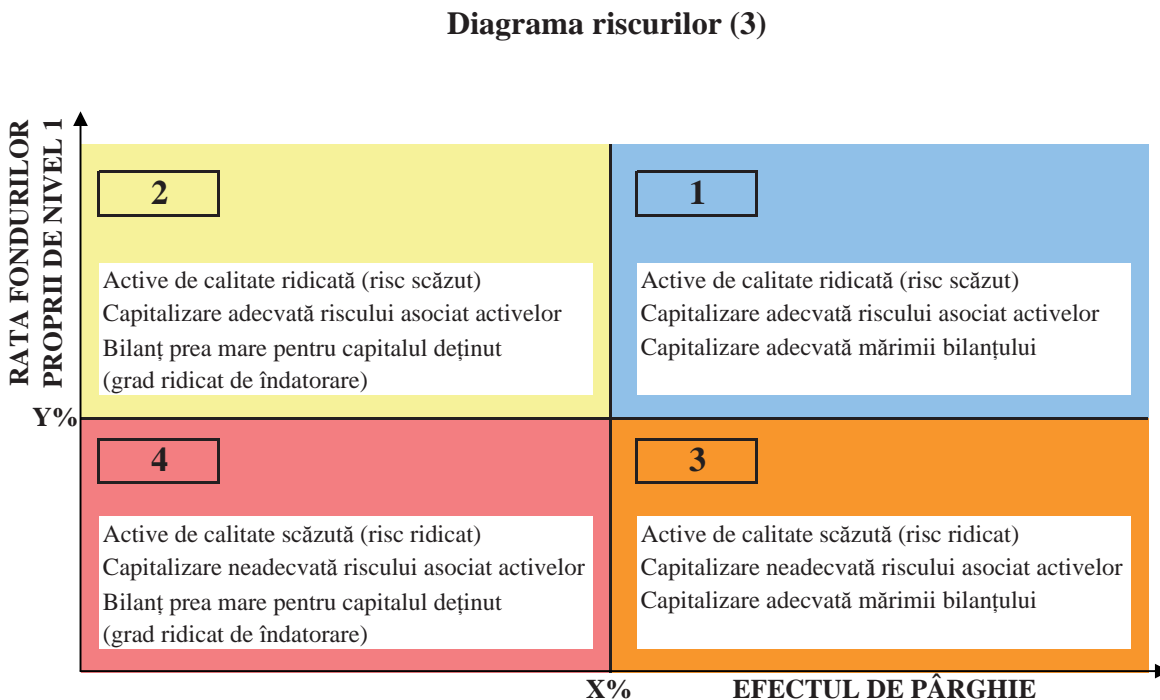 Diagrama riscurilor (3)
RATA FONDURILOR
PROPRII DE NIVEL 1
2
Active de calitate ridicată (risc scăzut)
Capitalizare adecvată riscului asociat activelor
Bilanț prea mare pentru capitalul deținut
(grad ridicat de îndatorare)
1
Active de calitate ridicată (risc scăzut)
Capitalizare adecvată riscului asociat activelor
Capitalizare adecvată mărimii bilanțului
Y%
4
Active de calitate scăzută (risc ridicat)
Capitalizare neadecvată riscului asociat activelor
Bilanț prea mare pentru capitalul deținut
(grad ridicat de îndatorare)
3
Active de calitate scăzută (risc ridicat)
Capitalizare neadecvată riscului asociat activelor
Capitalizare adecvată mărimii bilanțului
X%
EFECTUL DE PÂRGHIE